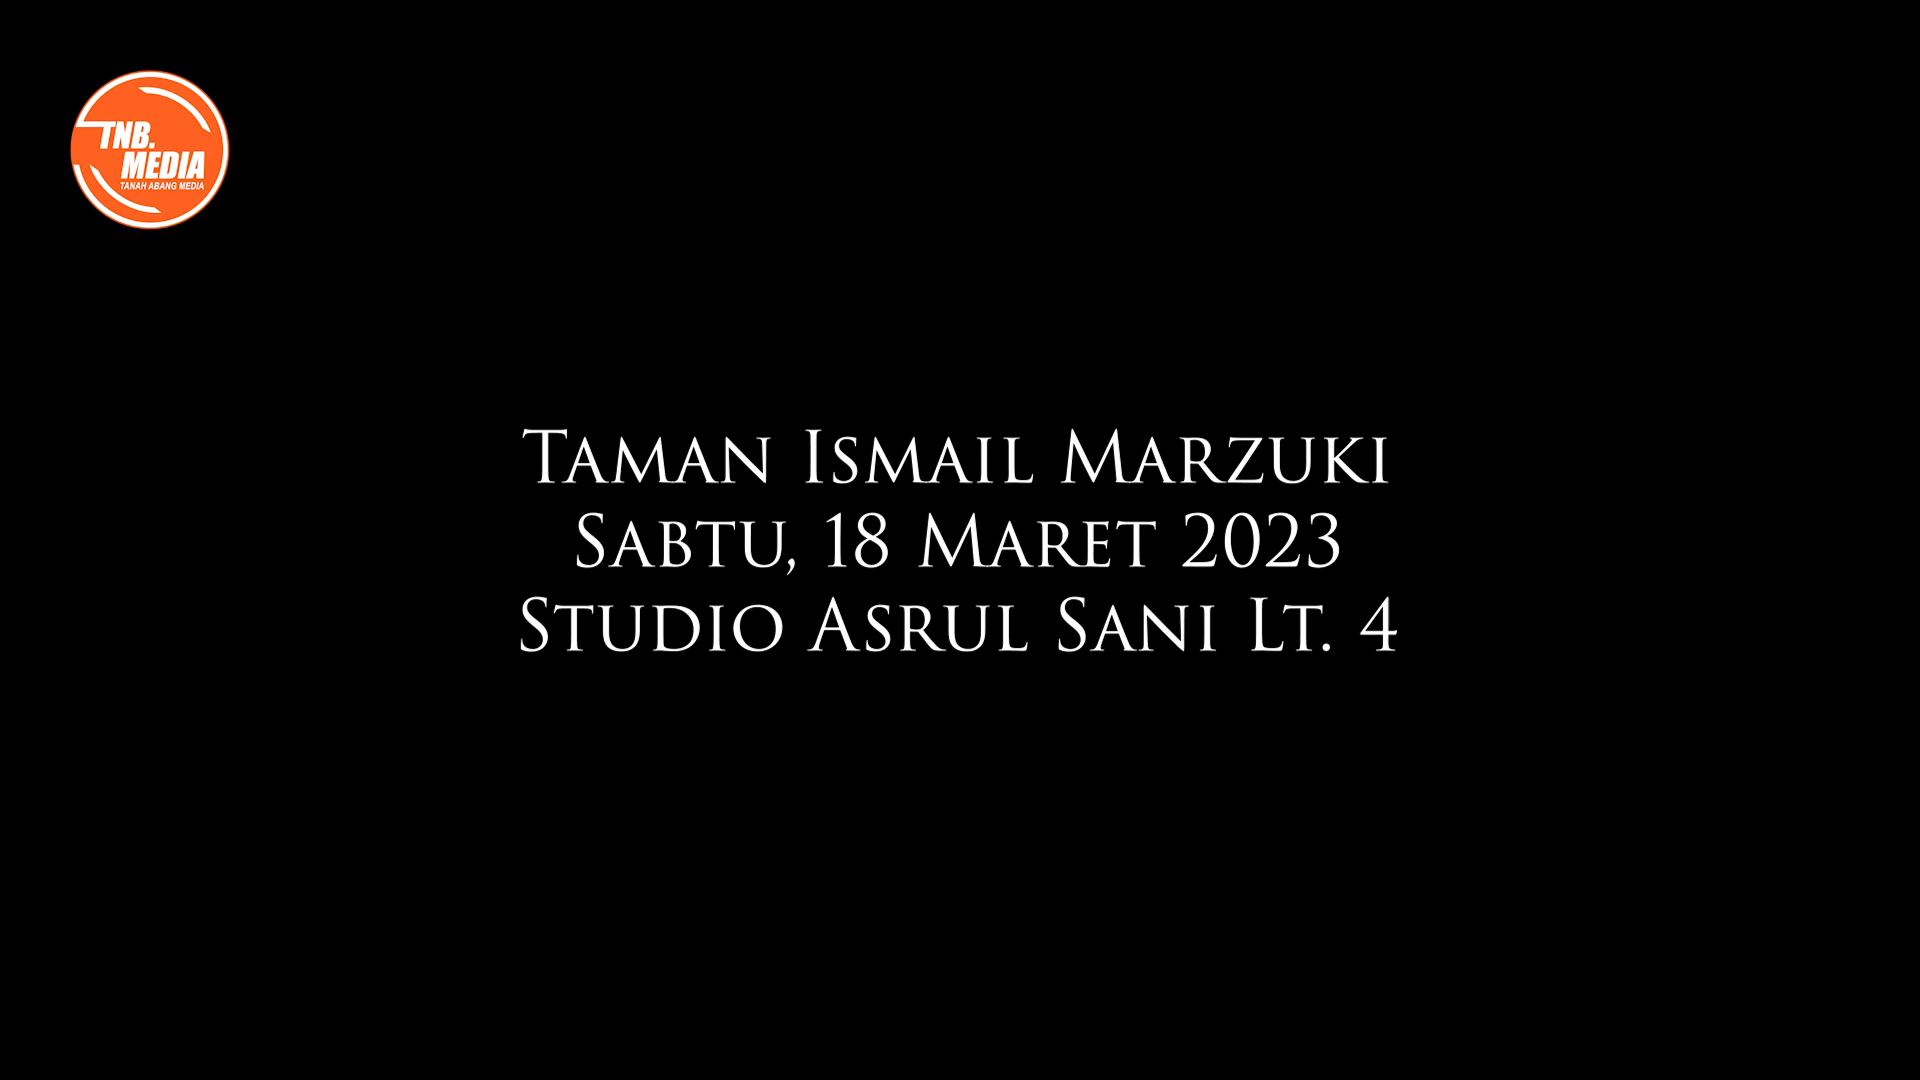 TNB.
MEDIA
TANAH ABANG MEDIA
Taman Ismail Marzuki
Sabtu, 18 Maret 2023
Studio Asrul Sani Lt. 4